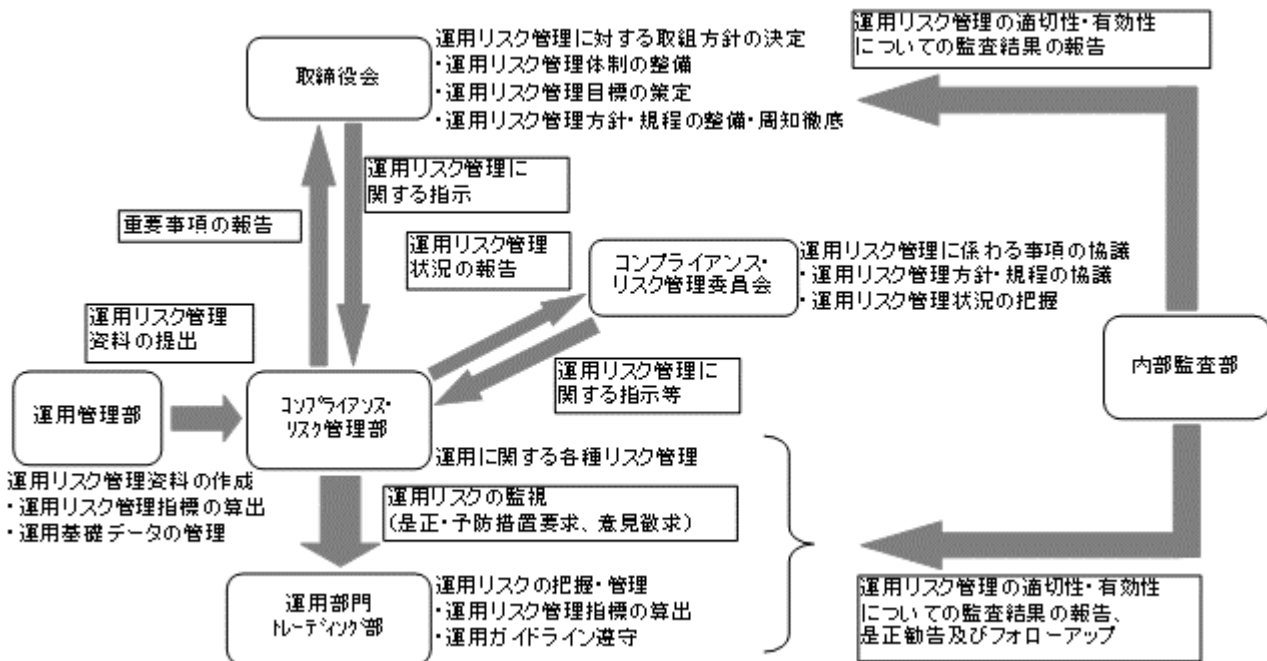 運用リスク管理に対する取組方針の決定
・運用リスク管理体制の整備
・運用リスク管理目標の策定
・運用リスク管理方針・規程の整備・周知徹底
取締役会
運用リスク管理の適切性・有効性
についての監査結果の報告
運用リスク管理に
関する指示
重要事項の報告
運用リスク管理
状況の報告
コンプライアンス・
リスク管理委員会
運用リスク管理に係わる事項の協議
・運用リスク管理方針・規程の協議
・運用リスク管理状況の把握
運用リスク管理
資料の提出
運用リスク管理に
関する指示等
内部監査部
運用管理部
コンプライアンス・
リスク管理部
運用に関する各種リスク管理
運用リスク管理資料の作成
・運用リスク管理指標の算出
・運用基礎データの管理
運用リスクの監視
(是正・予防措置要求、意見徴求)
運用部門
トレーディング部
運用リスクの把握・管理
・運用リスク管理指標の算出
・運用ガイドライン遵守
運用リスク管理の適切性・有効性
についての監査結果の報告、
是正勧告及びフォローアップ